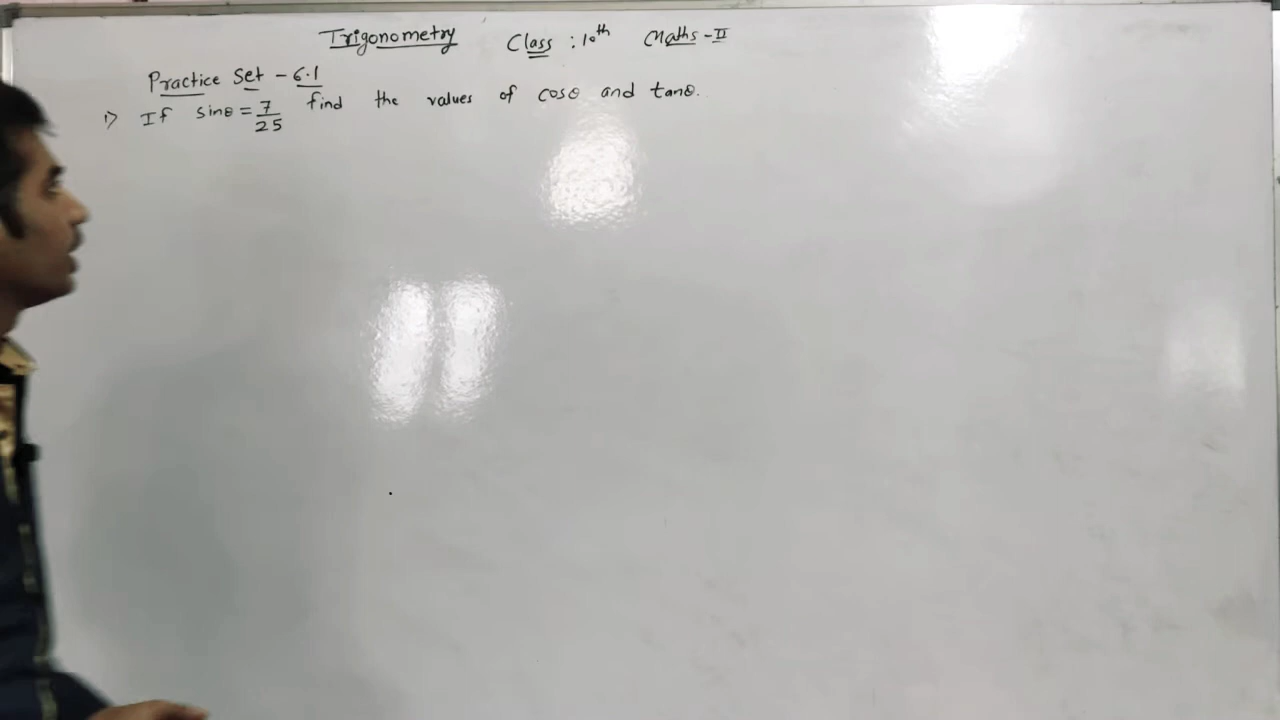 Trigonometry Class : 10th Maths - II
Practice Set - 6.1
1) If sinθ = 7/25 find the values of cosθ and tanθ.